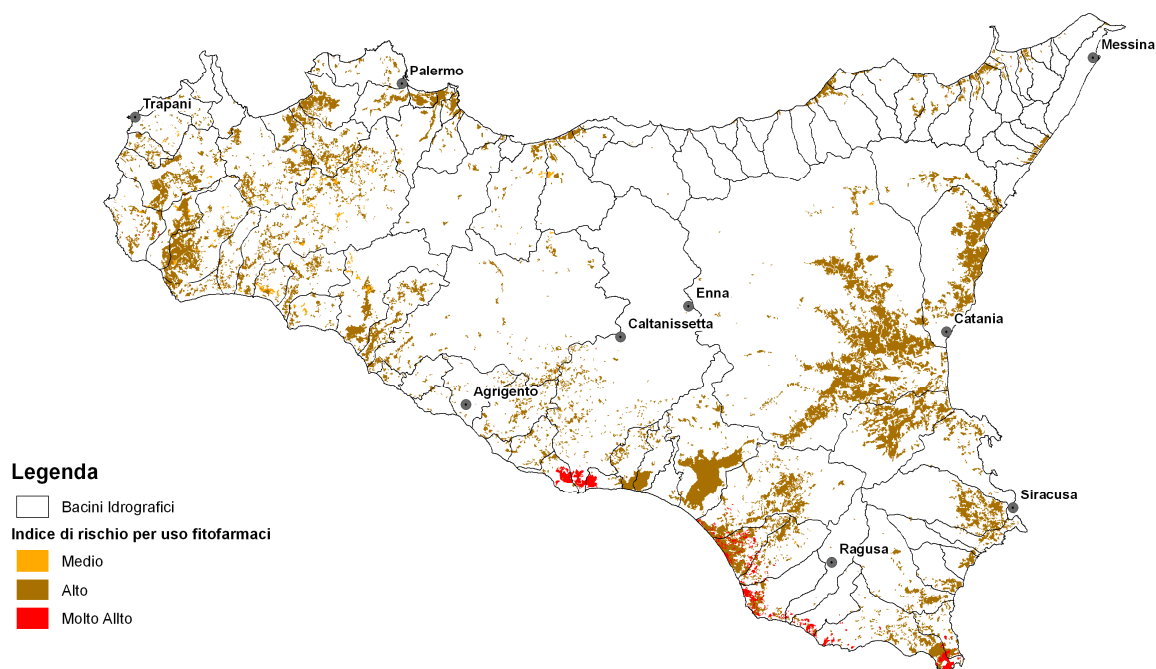 Messina
Palermo
Trapani
Enna
Caltanissetta
Catania
Agrigento
Legenda
Bacini Idrografici
Siracusa
Indice di rischio per uso fitofarmaci
Ragusa
Medio
Alto
Molto Allto